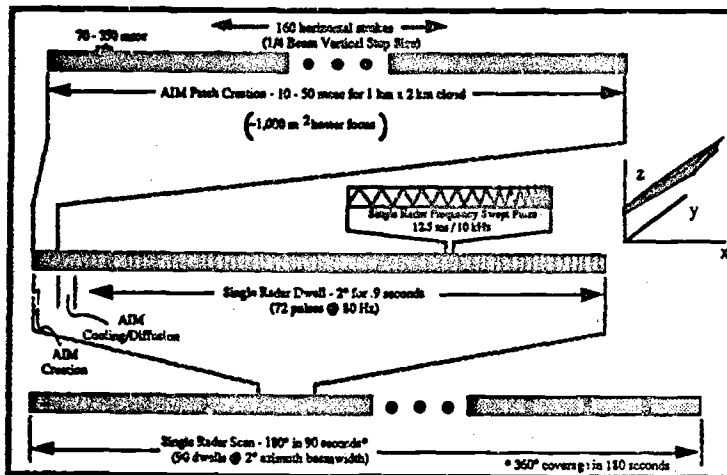 160 horizontal strokes
(1/4 Beam Vertical Step Size)
AIM Patch Creation - 10 - 50 msec for 1 km x 2 km cloud
1,000 m 2 heater focus
z
y
x
Single Radar Frequency Swept Pulse
12.5 ms / 10 kHz
Single Radar Dwell - 2° for .9 seconds
(72 pulses @ 80 Hz)
AIM
Cooling/Diffusion
AIM
Creation
Single Radar Scan - 180° in 90 seconds*
(90 dwells @ 2° azimuth beamwidth)
* 360° coverage in 180 seconds